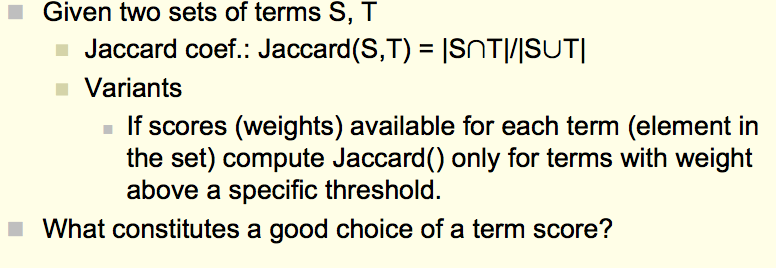 Given two sets of terms S, T
Jaccard coef.: Jaccard(S,T) = |S∩T|/|S∪T|
Variants
If scores (weights) available for each term (element in
the set) compute Jaccard() only for terms with weight
above a specific threshold.
What constitutes a good choice of a term score?